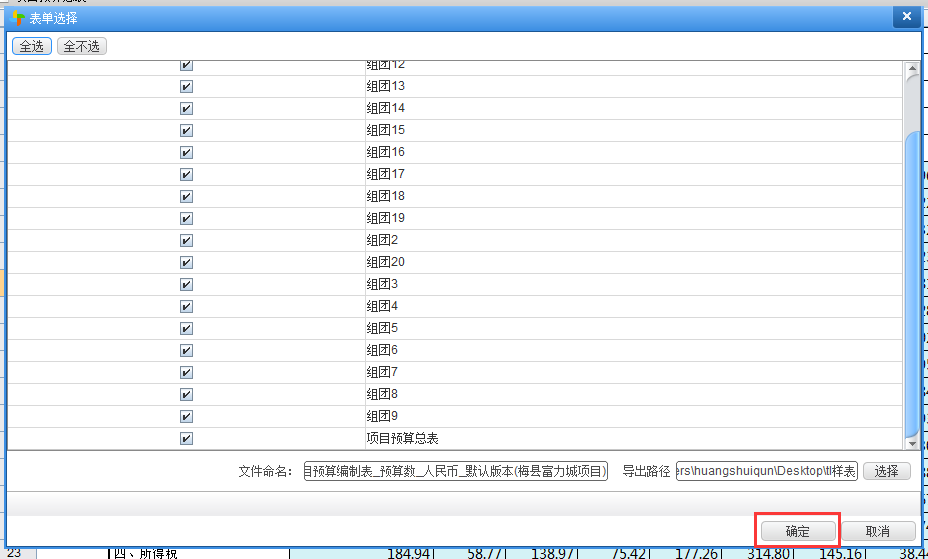 表单选择
全选 全不选
组团12
组团13
组团14
组团15
组团16
组团17
组团18
组团19
组团2
组团20
组团3
组团4
组团5
组团6
组团7
组团8
组团9
项目预算总表
文件命名： 目预算编制表_预算数_人民币_默认版本(梅县富力城项目) 导出路径 ers\huangshuiqun\Desktop\tl样表 选择
确定 取消
23 四、所得税 184.94 58.77 138.97 75.42 177.26 314.80 145.16 38.4